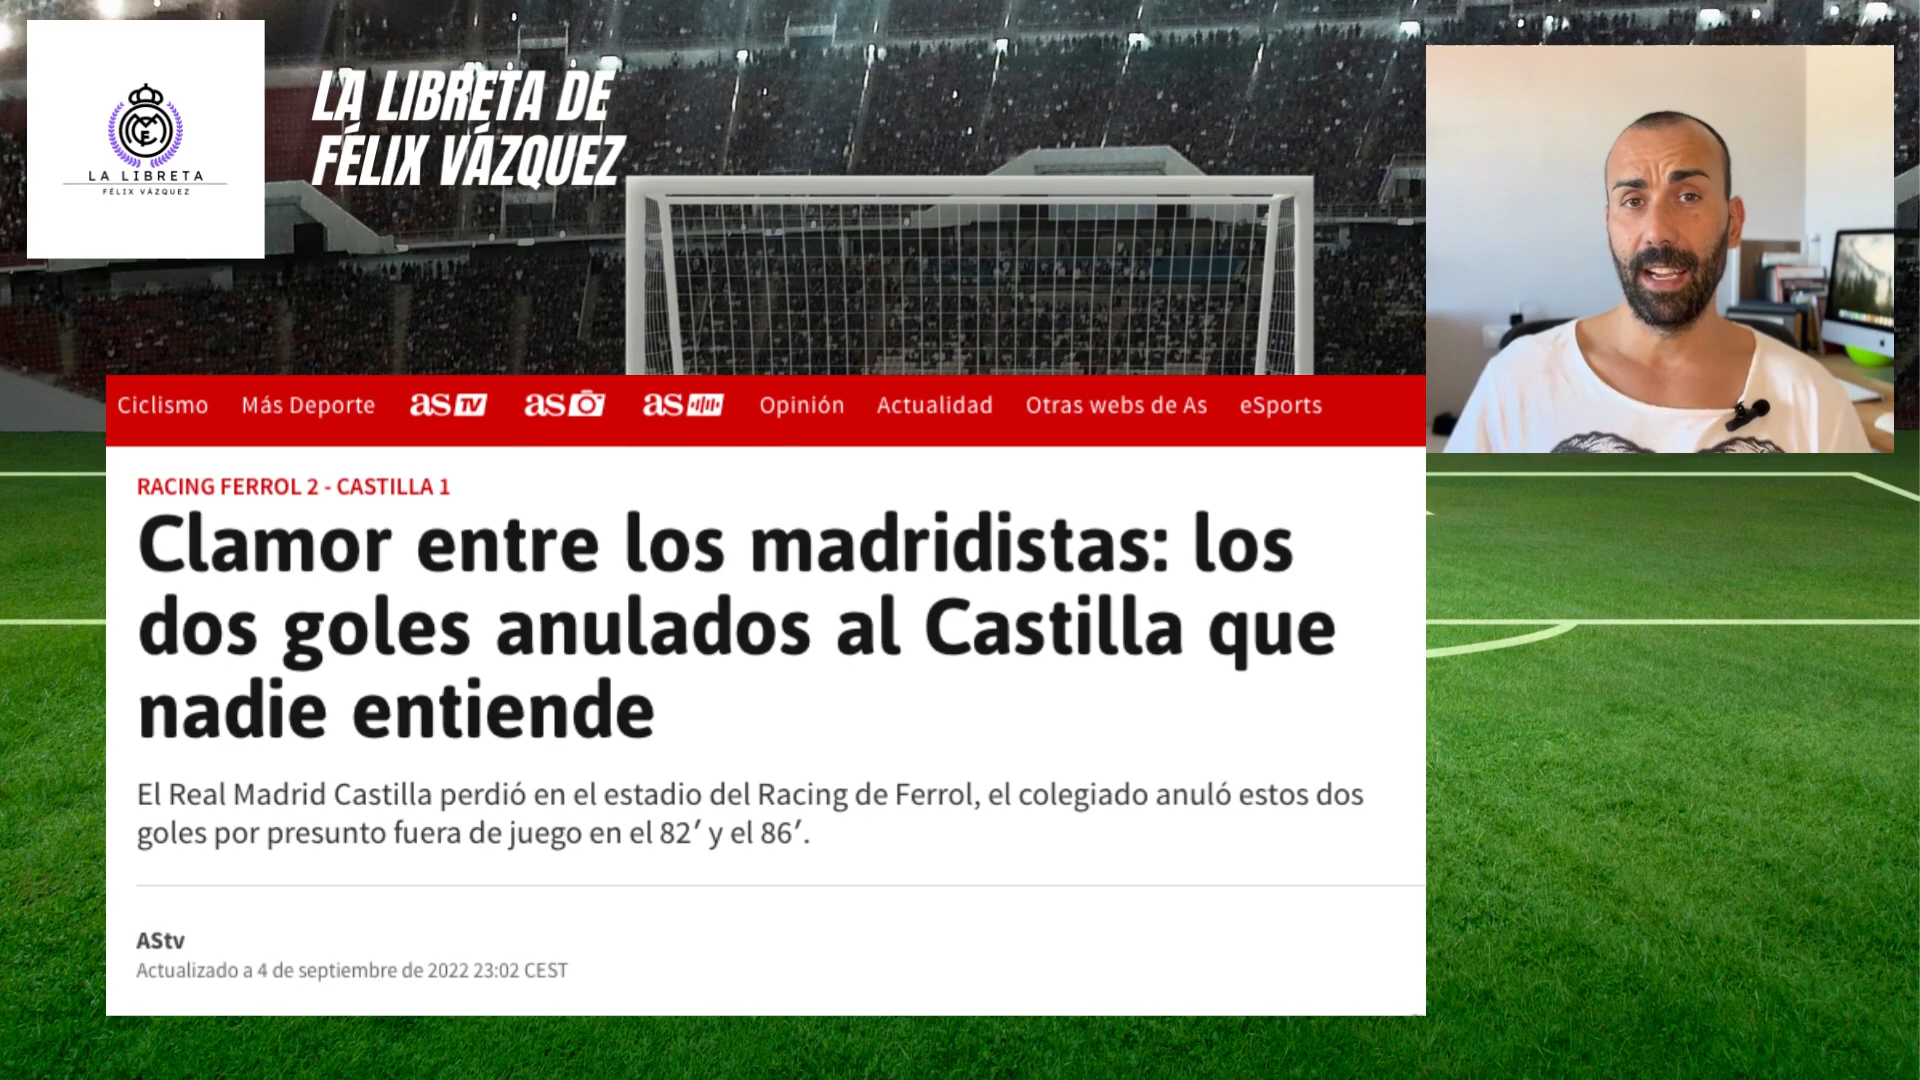 LA LIBRETA DE
FÉLIX VÁZQUEZ
LA LIBRETA
FÉLIX VÁZQUEZ
Ciclismo Más Deporte as TV as as Opinión Actualidad Otras webs de As eSports
RACING FERROL 2 - CASTILLA 1
Clamor entre los madridistas: los
dos goles anulados al Castilla que
nadie entiende
El Real Madrid Castilla perdió en el estadio del Racing de Ferrol, el colegiado anuló estos dos
goles por presunto fuera de juego en el 82′ y el 86′.
AStv
Actualizado a 4 de septiembre de 2022 23:02 CEST